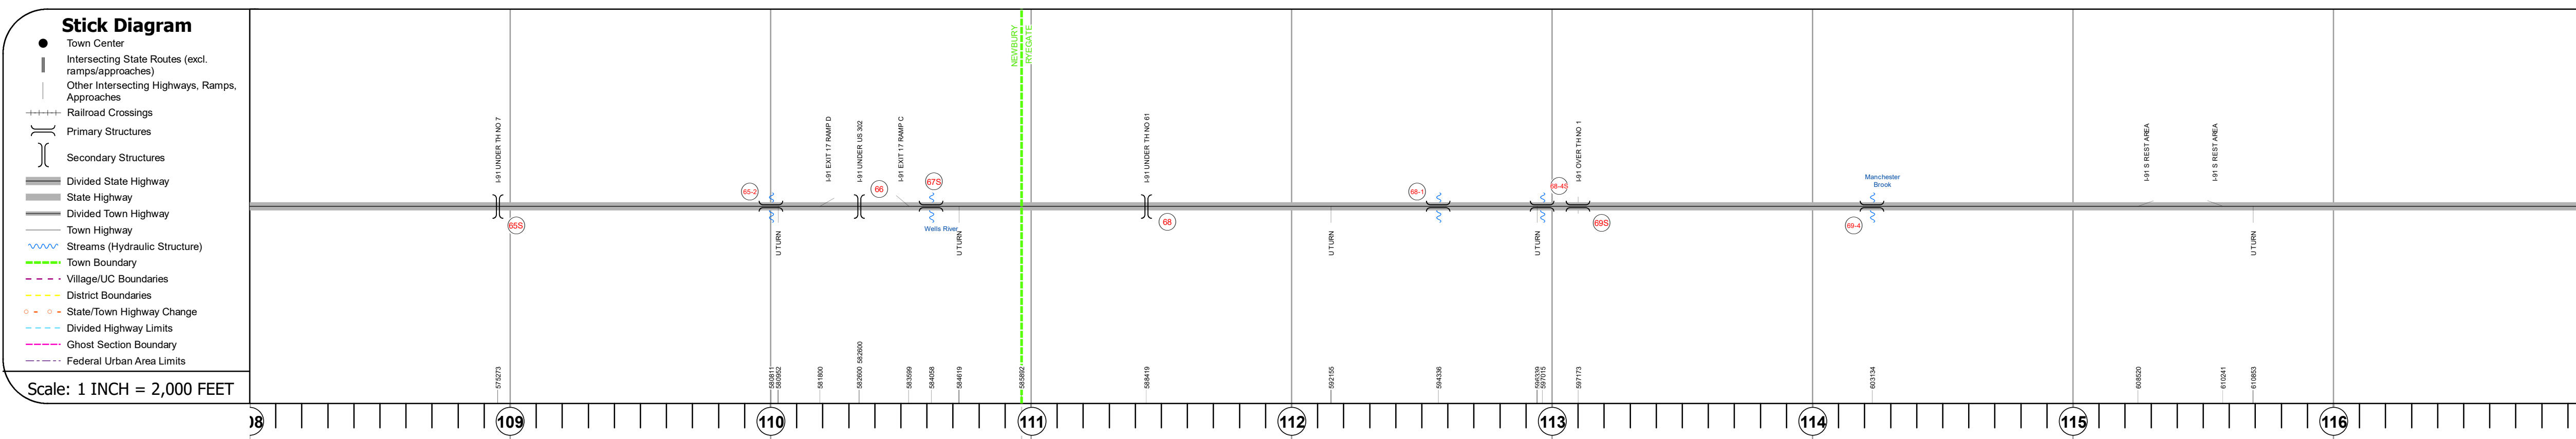 Stick Diagram
Town Center
Intersecting State Routes (excl.
ramps/approaches)
Other Intersecting Highways, Ramps,
Approaches
Railroad Crossings
Primary Structures
Secondary Structures
Divided State Highway
State Highway
Divided Town Highway
Town Highway
Streams (Hydraulic Structure)
Town Boundary
Village/UC Boundaries
District Boundaries
State/Town Highway Change
Divided Highway Limits
Ghost Section Boundary
Federal Urban Area Limits
Scale: 1 INCH = 2,000 FEET
NEWBURY
RYEGATE
I-91 UNDER TH NO 7
I-91 EXIT 17 RAMP D
I-91 UNDER US 302
I-91 EXIT 17 RAMP C
I-91 UNDER TH NO 61
I-91 OVER TH NO 1
I-91 S REST AREA
I-91 S REST AREA
65S
65-2
66
67S
68
68-1
68-4S
69S
69-4
Wells River
Manchester
Brook
U TURN
U TURN
U TURN
U TURN
U TURN
575273
580811
580952
581800
582600 582600
583599
584058
584619
585892
588419
592155
594336
597015
597173
603134
608520
610241
610853
109
110
111
112
113
114
115
116